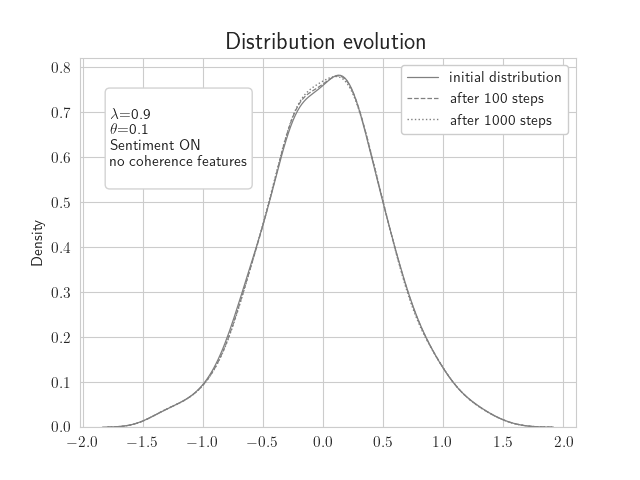 Distribution evolution
initial distribution
after 100 steps
after 1000 steps
λ=0.9
θ=0.1
Sentiment ON
no coherence features
Density
0.8
0.7
0.6
0.5
0.4
0.3
0.2
0.1
0.0
−2.0 −1.5 −1.0 −0.5 0.0 0.5 1.0 1.5 2.0